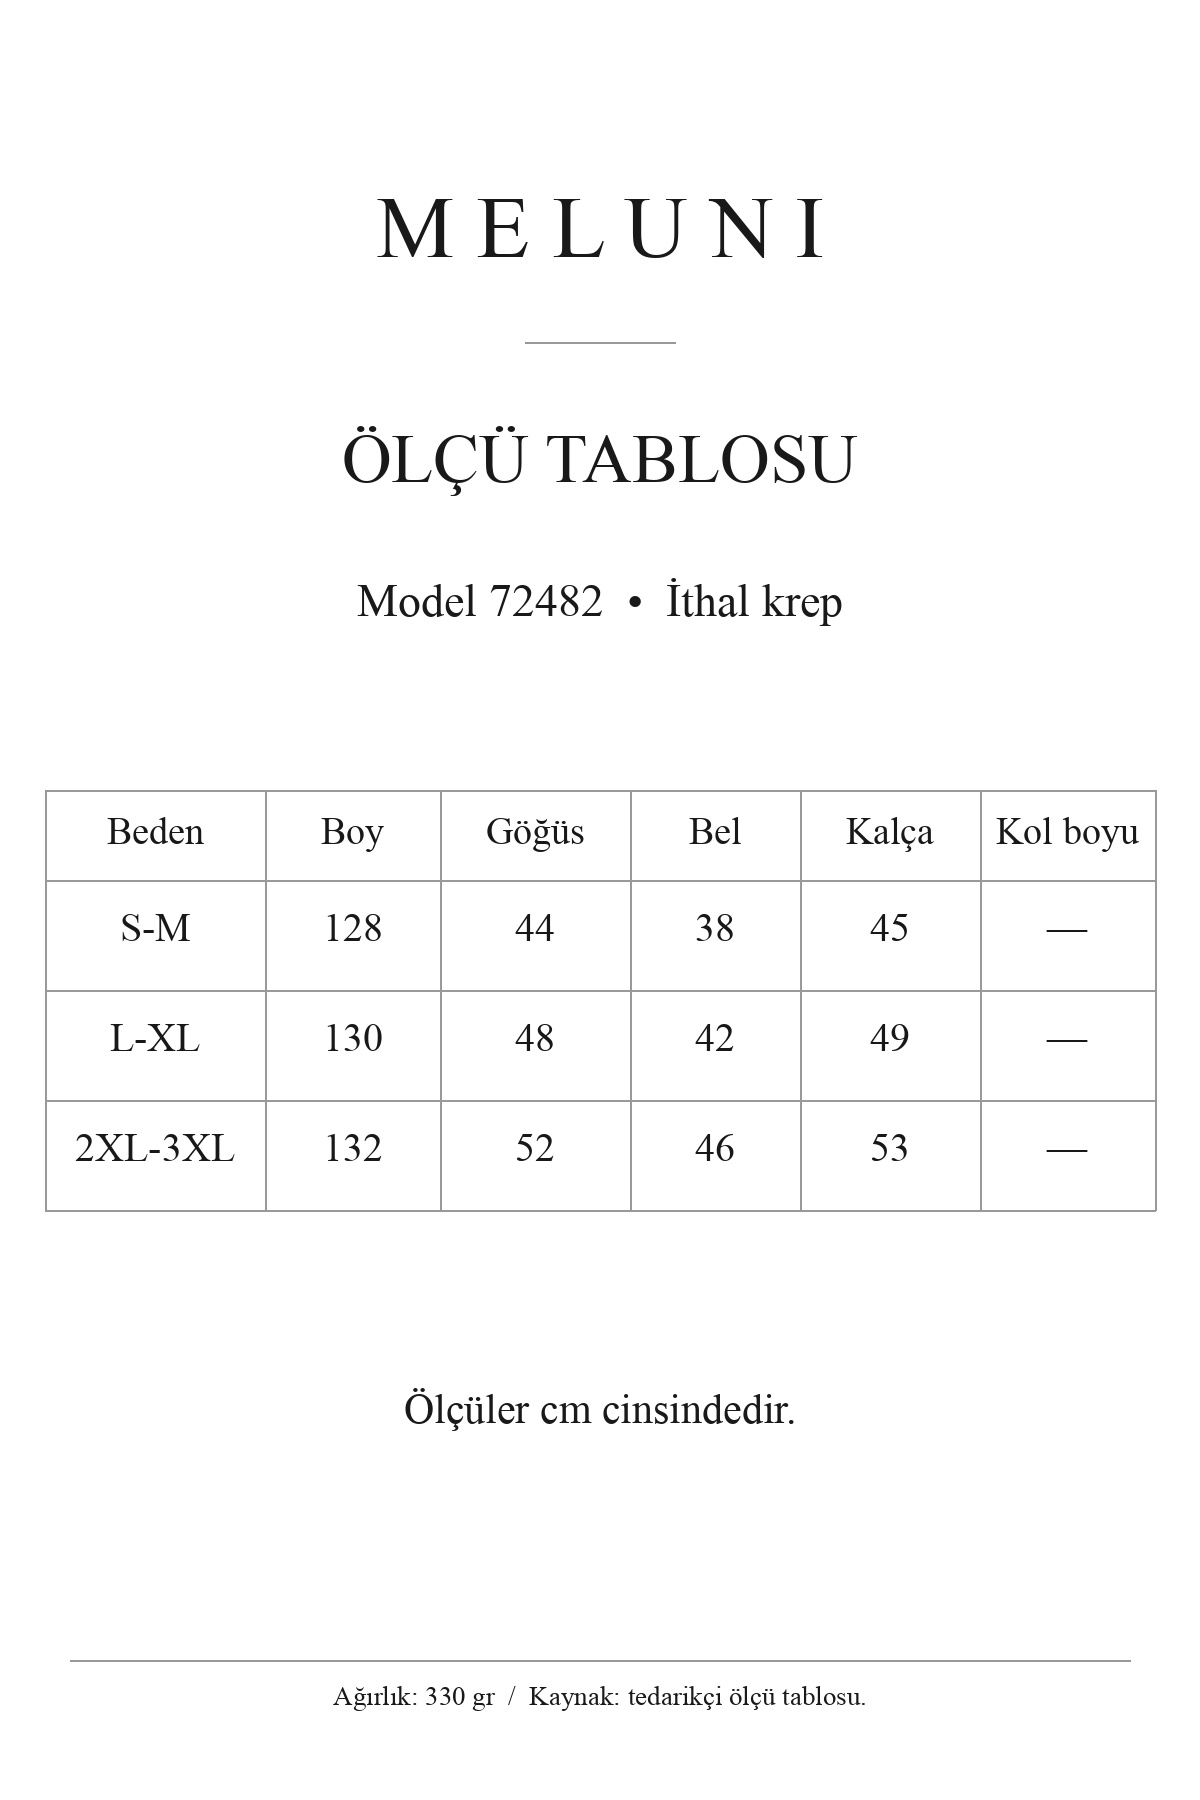 MELUNI
ÖLÇÜ TABLOSU
Model 72482 • İthal krep
Beden Boy Göğüs Bel Kalça Kol boyu
S-M 128 44 38 45 —
L-XL 130 48 42 49 —
2XL-3XL 132 52 46 53 —
Ölçüler cm cinsindedir.
Ağırlık: 330 gr / Kaynak: tedarikçi ölçü tablosu.